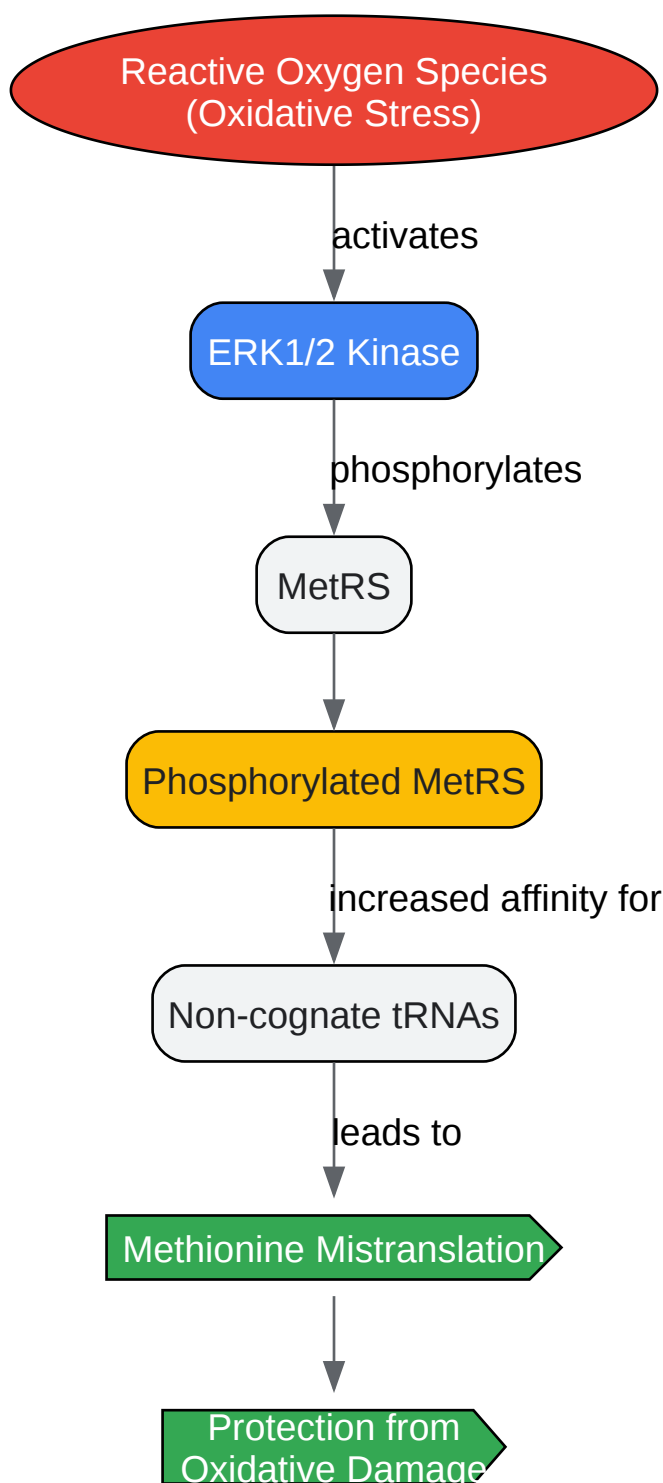 Reactive Oxygen Species
(Oxidative Stress)
activates
ERK1/2 Kinase
phosphorylates
MetRS
Phosphorylated MetRS
increased affinity for
Non-cognate tRNAs
leads to
Methionine Mistranslation
Protection from
Oxidative Damage